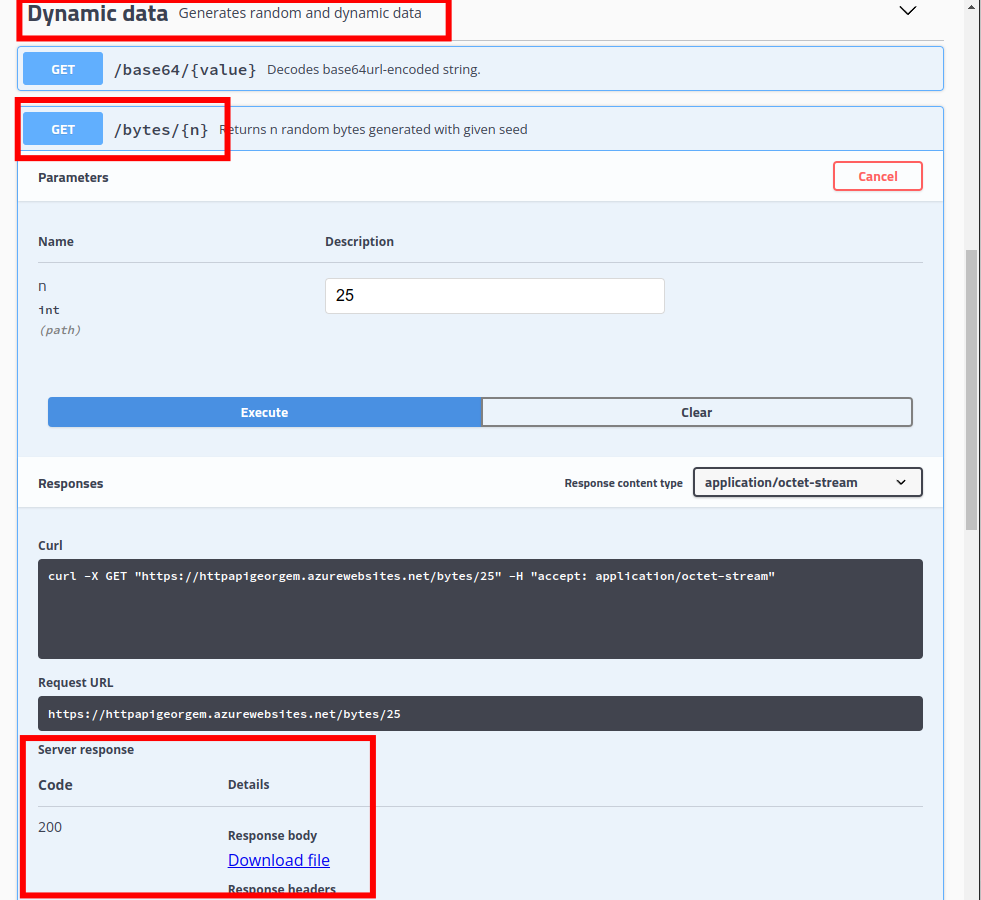 Dynamic data Generates random and dynamic data
GET /base64/{value} Decodes base64url-encoded string.
GET /bytes/{n} Returns n random bytes generated with given seed
Parameters Cancel
Name Description
n 25
int
(path)
Execute Clear
Responses Response content type application/octet-stream
Curl
curl -X GET "https://httpapigeorgem.azurewebsites.net/bytes/25" -H "accept: application/octet-stream"
Request URL
https://httpapigeorgem.azurewebsites.net/bytes/25
Server response
Code Details
200
Response body
Download file
Response headers